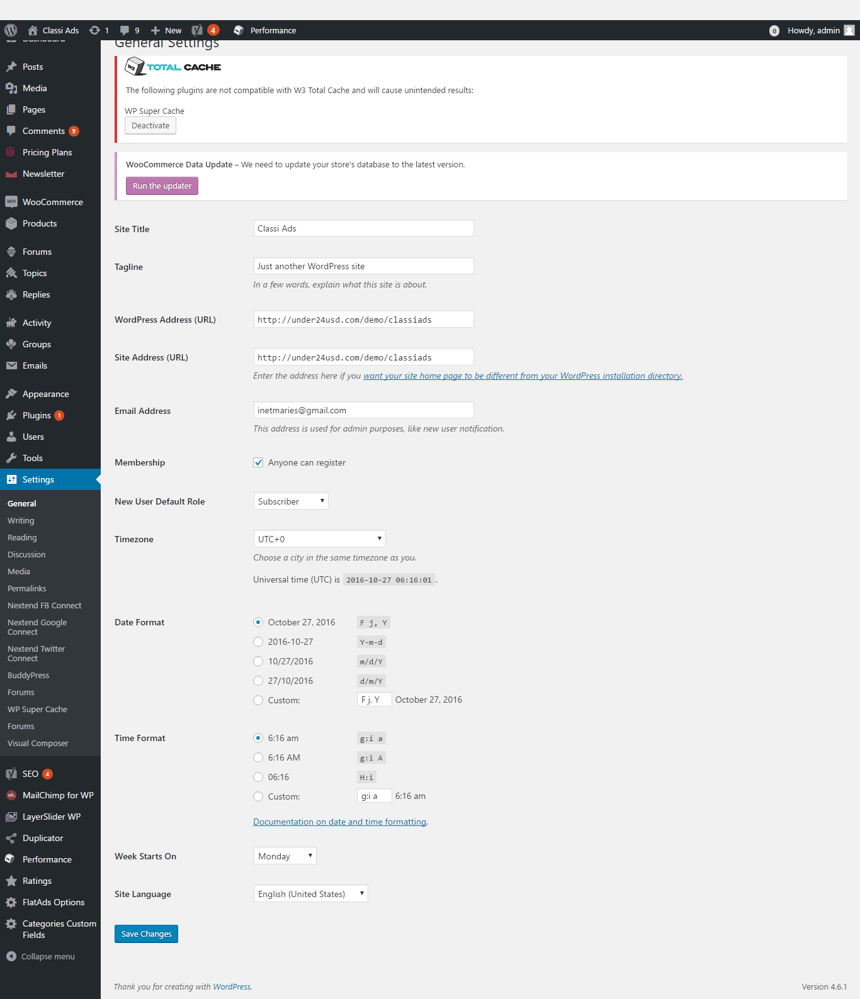 Classi Ads 1 9 New 4 Performance 0 Howdy, admin
Dashboard
Posts
Media
Pages
Comments 9
Pricing Plans
Newsletter
WooCommerce
Products
Forums
Topics
Replies
Activity
Groups
Emails
Appearance
Plugins 1
Users
Tools
Settings
General
Writing
Reading
Discussion
Media
Permalinks
Nextend FB Connect
Nextend Google
Connect
Nextend Twitter
Connect
BuddyPress
Forums
WP Super Cache
Forums
Visual Composer
SEO 4
MailChimp for WP
LayerSlider WP
Duplicator
Performance
Ratings
FlatAds Options
Categories Custom
Fields
Collapse menu
General Settings
W3 TOTAL CACHE
The following plugins are not compatible with W3 Total Cache and will cause unintended results:
WP Super Cache
Deactivate
WooCommerce Data Update – We need to update your store's database to the latest version.
Run the updater
Site Title Classi Ads
Tagline Just another WordPress site
In a few words, explain what this site is about.
WordPress Address (URL) http://under24usd.com/demo/classiads
Site Address (URL) http://under24usd.com/demo/classiads
Enter the address here if you want your site home page to be different from your WordPress installation directory.
Email Address inetmaries@gmail.com
This address is used for admin purposes, like new user notification.
Membership Anyone can register
New User Default Role Subscriber
Timezone UTC+0
Choose a city in the same timezone as you.
Universal time (UTC) is 2016-10-27 06:16:01 .
Date Format October 27, 2016 F j, Y
2016-10-27 Y-m-d
10/27/2016 m/d/Y
27/10/2016 d/m/Y
Custom: F j, Y October 27, 2016
Time Format 6:16 am g:i a
6:16 AM g:i A
06:16 H:i
Custom: g:i a 6:16 am
Documentation on date and time formatting.
Week Starts On Monday
Site Language English (United States)
Save Changes
Thank you for creating with WordPress. Version 4.6.1